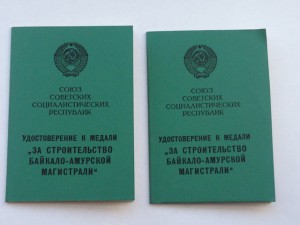 СОЮЗ
СОВЕТСКИХ
СОЦИАЛИСТИЧЕСКИХ
РЕСПУБЛИК
УДОСТОВЕРЕНИЕ К МЕДАЛИ
„ЗА СТРОИТЕЛЬСТВО
БАЙКАЛО-АМУРСКОЙ
МАГИСТРАЛИ“
СОЮЗ
СОВЕТСКИХ
СОЦИАЛИСТИЧЕСКИХ
РЕСПУБЛИК
УДОСТОВЕРЕНИЕ К МЕДАЛИ
„ЗА СТРОИТЕЛЬСТВО
БАЙКАЛО-АМУРСКОЙ
МАГИСТРАЛИ“